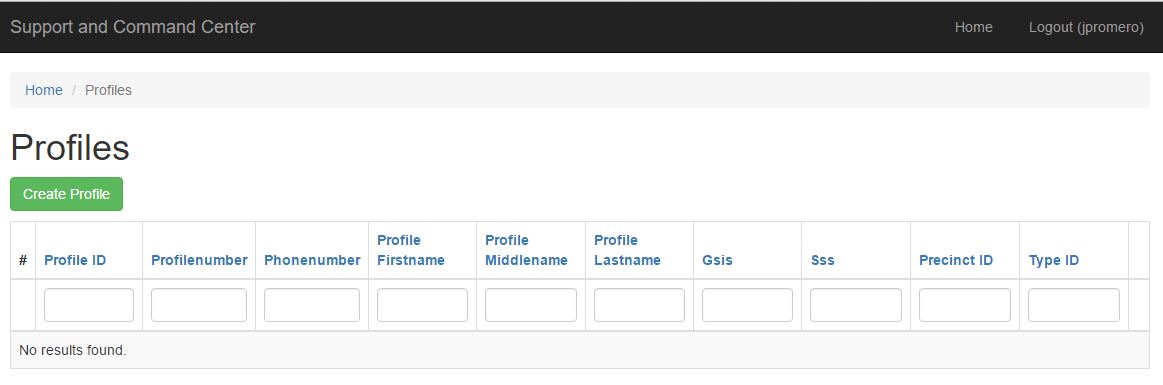 Support and Command Center Home Logout (jpromero)
Home / Profiles
Profiles
Create Profile
# Profile ID Profilenumber Phonenumber Profile Firstname Profile Middlename Profile Lastname Gsis Sss Precinct ID Type ID
No results found.